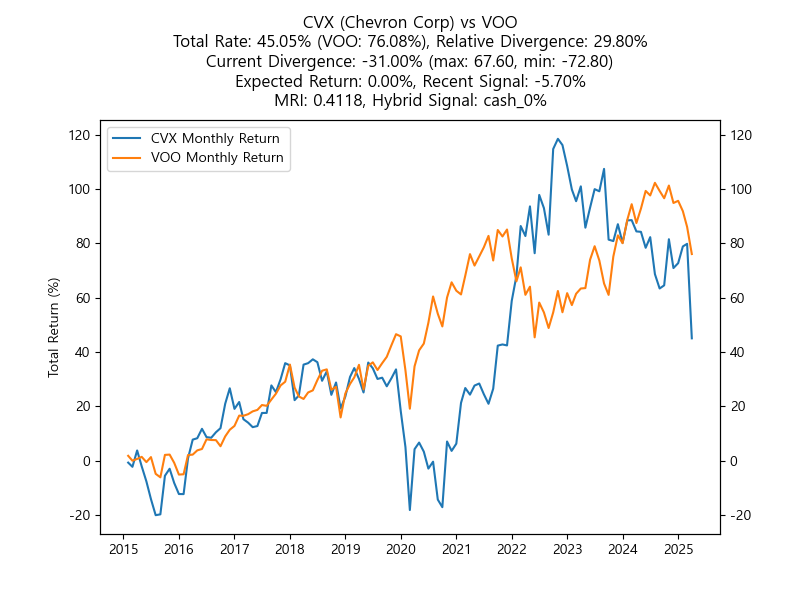 CVX (Chevron Corp) vs VOO
Total Rate: 45.05% (VOO: 76.08%), Relative Divergence: 29.80%
Current Divergence: -31.00% (max: 67.60, min: -72.80)
Expected Return: 0.00%, Recent Signal: -5.70%
MRI: 0.4118, Hybrid Signal: cash_0%
CVX Monthly Return
VOO Monthly Return
Total Return (%)
120
100
80
60
40
20
0
-20
120
100
80
60
40
20
0
-20
2015 2016 2017 2018 2019 2020 2021 2022 2023 2024 2025